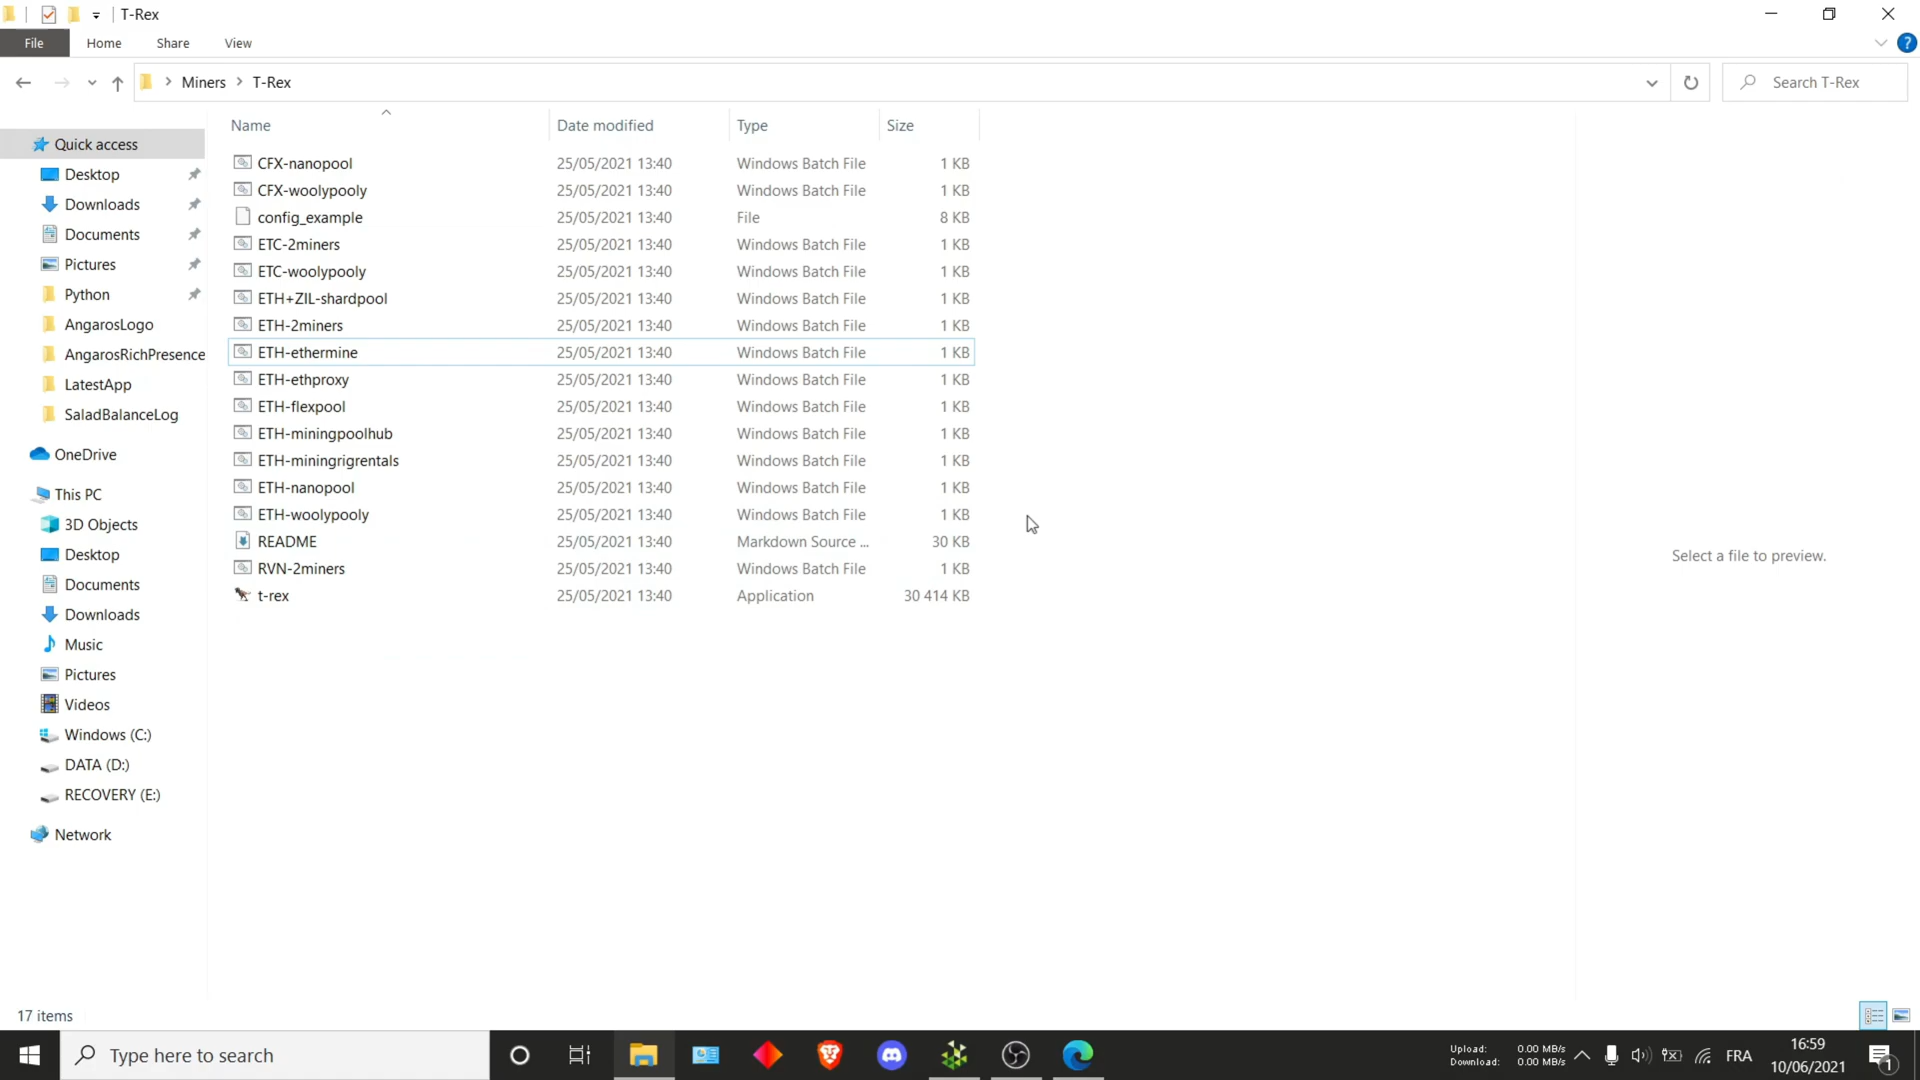 T-Rex
File Home Share View
Miners T-Rex Search T-Rex
Name Date modified Type Size
Quick access
Desktop
Downloads
Documents
Pictures
Python
AngarosLogo
AngarosRichPresence
LatestApp
SaladBalanceLog
OneDrive
This PC
3D Objects
Desktop
Documents
Downloads
Music
Pictures
Videos
Windows (C:)
DATA (D:)
RECOVERY (E:)
Network
CFX-nanopool 25/05/2021 13:40 Windows Batch File 1 KB
CFX-woolypooly 25/05/2021 13:40 Windows Batch File 1 KB
config_example 25/05/2021 13:40 File 8 KB
ETC-2miners 25/05/2021 13:40 Windows Batch File 1 KB
ETC-woolypooly 25/05/2021 13:40 Windows Batch File 1 KB
ETH+ZIL-shardpool 25/05/2021 13:40 Windows Batch File 1 KB
ETH-2miners 25/05/2021 13:40 Windows Batch File 1 KB
ETH-ethermine 25/05/2021 13:40 Windows Batch File 1 KB
ETH-ethproxy 25/05/2021 13:40 Windows Batch File 1 KB
ETH-flexpool 25/05/2021 13:40 Windows Batch File 1 KB
ETH-miningpoolhub 25/05/2021 13:40 Windows Batch File 1 KB
ETH-miningrigrentals 25/05/2021 13:40 Windows Batch File 1 KB
ETH-nanopool 25/05/2021 13:40 Windows Batch File 1 KB
ETH-woolypooly 25/05/2021 13:40 Windows Batch File 1 KB
README 25/05/2021 13:40 Markdown Source ... 30 KB
RVN-2miners 25/05/2021 13:40 Windows Batch File 1 KB
t-rex 25/05/2021 13:40 Application 30 414 KB
Select a file to preview.
17 items
Type here to search
Upload: 0.00 MB/s
Download: 0.00 MB/s
FRA
16:59
10/06/2021
1